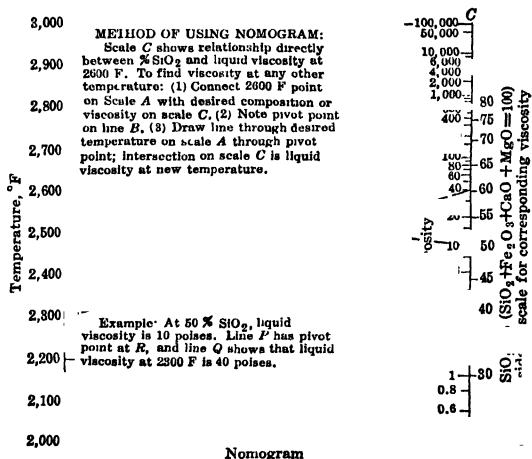 METHOD OF USING NOMOGRAM:
Scale C shows relationship directly
between %SiO2 and liquid viscosity at
2600 F. To find viscosity at any other
temperature: (1) Connect 2600 F point
on Scale A with desired composition or
viscosity on scale C. (2) Note pivot point
on line B. (3) Draw line through desired
temperature on scale A through pivot
point; intersection on scale C is liquid
viscosity at new temperature.
Example· At 50 % SiO2, liquid
viscosity is 10 poises. Line P has pivot
point at R, and line Q shows that liquid
viscosity at 2300 F is 40 poises.
Temperature, °F
3,000
2,900
2,800
2,700
2,600
2,500
2,400
2,300
2,200
2,100
2,000
C
100,000
50,000
10,000
6,000
4,000
2,000
1,000
400
100
80
60
40
20
10
1
0.8
0.6
80
75
70
65
60
55
50
45
40
30
osity
(SiO2+Fe2O3+CaO+MgO=100)
scale for corresponding viscosity
SiO
Nomogram